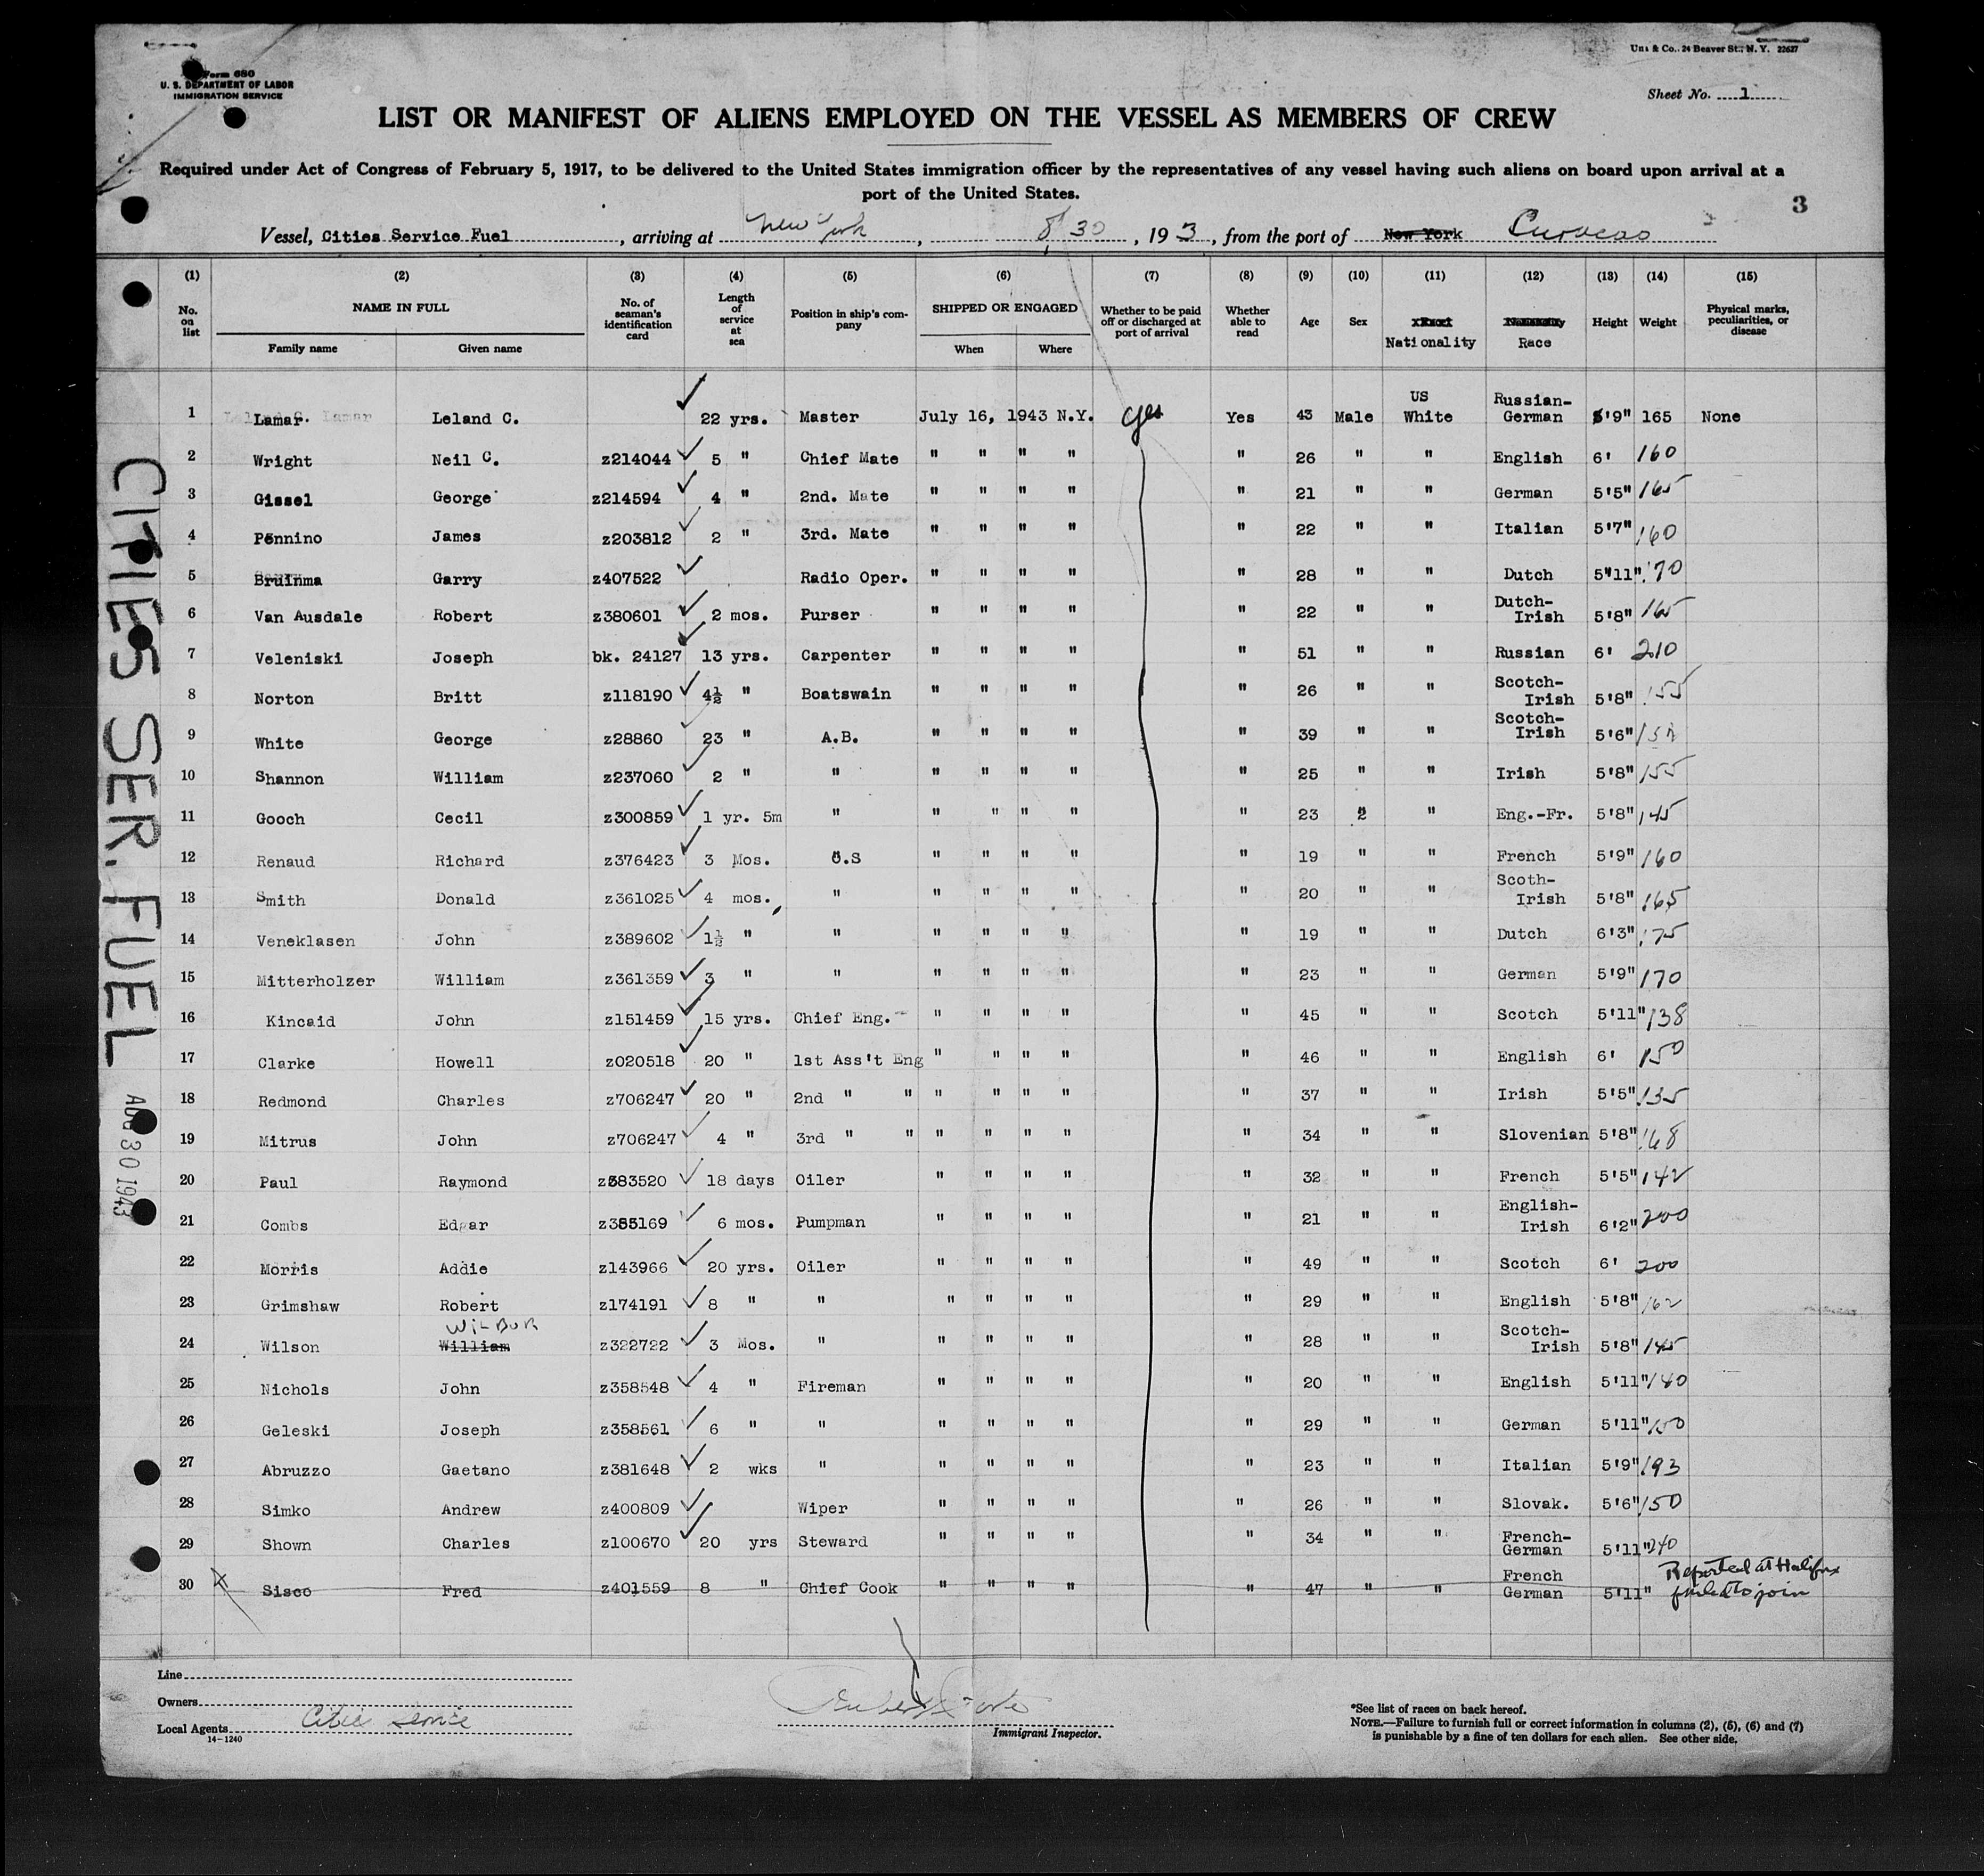 Form 680
U. S. DEPARTMENT OF LABOR
IMMIGRATION SERVICE
& Co., 24 Beaver St., N. Y. 22627
Sheet No. 1
LIST OR MANIFEST OF ALIENS EMPLOYED ON THE VESSEL AS MEMBERS OF CREW
Required under Act of Congress of February 5, 1917, to be delivered to the United States immigration officer by the representatives of any vessel having such aliens on board upon arrival at a
port of the United States.
3
Vessel, Cities Service Fuel, arriving at New York, 8/30, 193, from the port of New York Curacao
(1) (2) (3) (4) (5) (6) (7) (8) (9) (10) (11) (12) (13) (14) (15)
No. on list NAME IN FULL Family name Given name No. of seaman's identification card Length of service at sea Position in ship's company SHIPPED OR ENGAGED When Where Whether to be paid off or discharged at port of arrival Whether able to read Age Sex Nationality Race Height Weight Physical marks, peculiarities, or disease
1 Lamar. Leland C. 22 yrs. Master July 16, 1943 N.Y. yes Yes 43 Male US White Russian-German 5'9" 165 None
2 Wright Neil C. z214044 5 " Chief Mate " " " " " 26 " " English 6' 160
3 Gissel George z214594 4 " 2nd. Mate " " " " " 21 " " German 5'5" 165
4 Pennino James z203812 2 " 3rd. Mate " " " " " 22 " " Italian 5'7" 160
5 Bruinma Garry z407522 Radio Oper. " " " " " 28 " " Dutch 5"11" 170
6 Van Ausdale Robert z380601 2 mos. Purser " " " " " 22 " " Dutch-Irish 5'8" 165
7 Veleniski Joseph bk. 24127 13 yrs. Carpenter " " " " " 51 " " Russian 6' 210
8 Norton Britt z118190 4½ " Boatswain " " " " " 26 " " Scotch-Irish 5'8" 155
9 White George z28860 23 " A.B. " " " " " 39 " " Scotch-Irish 5'6"
10 Shannon William z237060 2 " " " " " " " 25 " " Irish 5'8" 155
11 Gooch Cecil z300859 1 yr. 5m " " " " " " 23 " " Eng.-Fr. 5'8" 145
12 Renaud Richard z376423 3 Mos. O.S " " " " " 19 " " French 5'9" 160
13 Smith Donald z361025 4 mos. " " " " " " 20 " " Scoth-Irish 5'8" 165
14 Veneklasen John z389602 1½ " " " " " " " 19 " " Dutch 6'3" 175
15 Mitterholzer William z361359 3 " " " " " " " 23 " " German 5'9" 170
16 Kincaid John z151459 15 yrs. Chief Eng. " " " " " 45 " " Scotch 5'11" 138
17 Clarke Howell z020518 20 " 1st Ass't Eng " " " " " 46 " " English 6' 150
18 Redmond Charles z706247 20 " 2nd " " " " " " " 37 " " Irish 5'5" 135
19 Mitrus John z706247 4 " 3rd " " " " " " " 34 " " Slovenian 5'8" 168
20 Paul Raymond z383520 18 days Oiler " " " " " 32 " " French 5'5" 142
21 Combs Edgar z385169 6 mos. Pumpman " " " " " 21 " " English-Irish 6'2" 200
22 Morris Addie z143966 20 yrs. Oiler " " " " " 49 " " Scotch 6' 200
23 Grimshaw Robert z174191 8 " " " " " " " 29 " " English 5'8" 162
24 Wilson William WILBUR z322722 3 Mos. " " " " " " 28 " " Scotch-Irish 5'8" 145
25 Nichols John z358548 4 " Fireman " " " " " 20 " " English 5'11" 140
26 Geleski Joseph z358561 6 " " " " " " " 29 " " German 5'11" 150
27 Abruzzo Gaetano z381648 2 wks " " " " " " 23 " " Italian 5'9" 193
28 Simko Andrew z400809 Wiper " " " " " 26 " " Slovak. 5'6" 150
29 Shown Charles z100670 20 yrs Steward " " " " " 34 " " French-German 5'11" 240
30 Sisco Fred z401559 8 " Chief Cook " " " " " 47 " " French German 5'11" Reported at Halifax failed to join
CITIES SER. FUEL
AUG 30 1943
Line
Owners
Local Agents Cities Service
14-1240
Immigrant Inspector.
*See list of races on back hereof.
NOTE.—Failure to furnish full or correct information in columns (2), (5), (6) and (7)
is punishable by a fine of ten dollars for each alien. See other side.